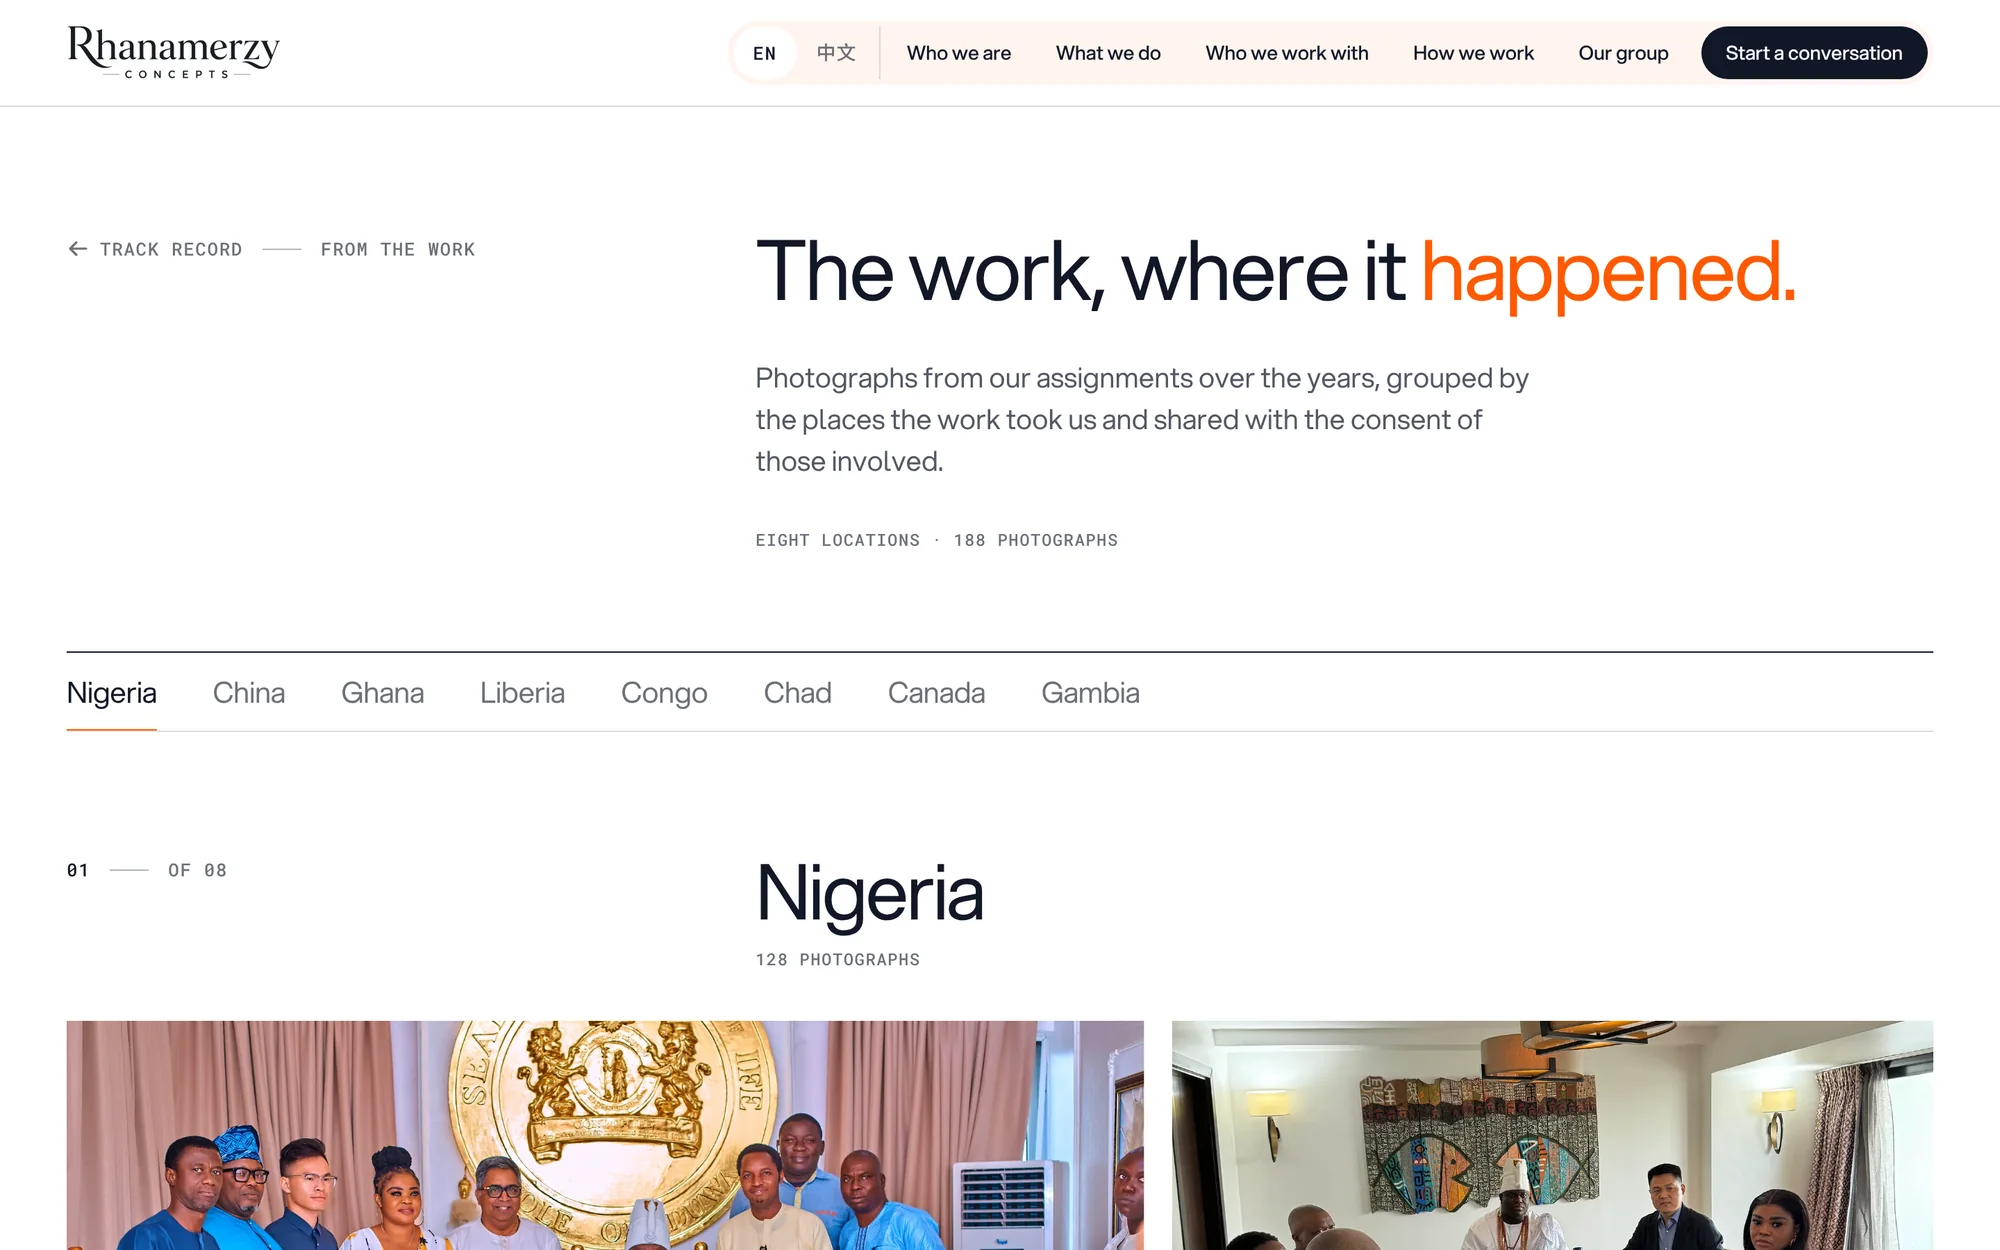 Rhanamerzy
CONCEPTS
EN
中文
Who we are
What we do
Who we work with
How we work
Our group
Start a conversation
TRACK RECORD
FROM THE WORK
The work, where it happened.
Photographs from our assignments over the years, grouped by
the places the work took us and shared with the consent of
those involved.
EIGHT LOCATIONS · 188 PHOTOGRAPHS
Nigeria
China
Ghana
Liberia
Congo
Chad
Canada
Gambia
01
OF 08
Nigeria
128 PHOTOGRAPHS
IFE